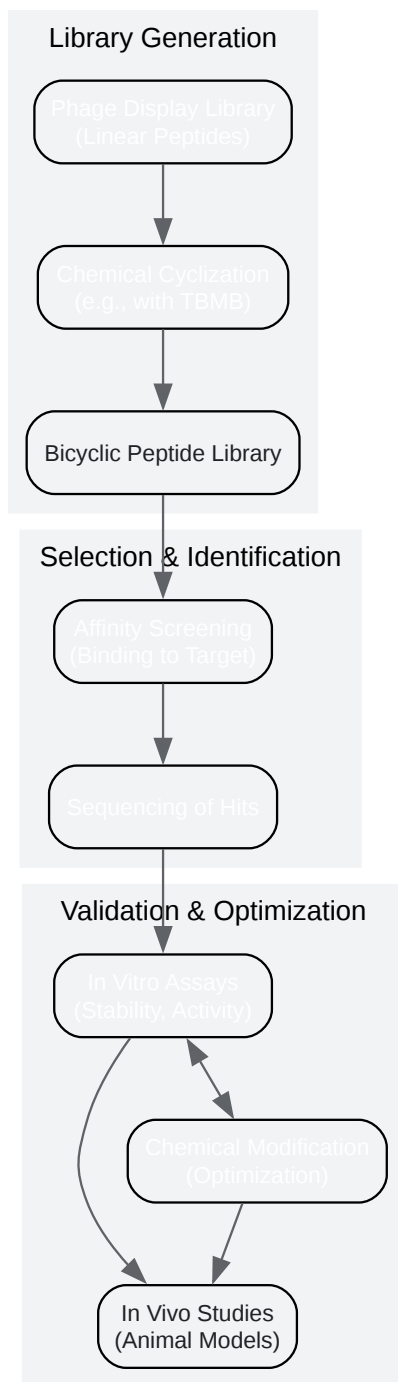 Library Generation
Phage Display Library
(Linear Peptides)
Chemical Cyclization
(e.g., with TBMB)
Bicyclic Peptide Library
Selection & Identification
Affinity Screening
(Binding to Target)
Sequencing of Hits
Validation & Optimization
In Vitro Assays
(Stability, Activity)
Chemical Modification
(Optimization)
In Vivo Studies
(Animal Models)